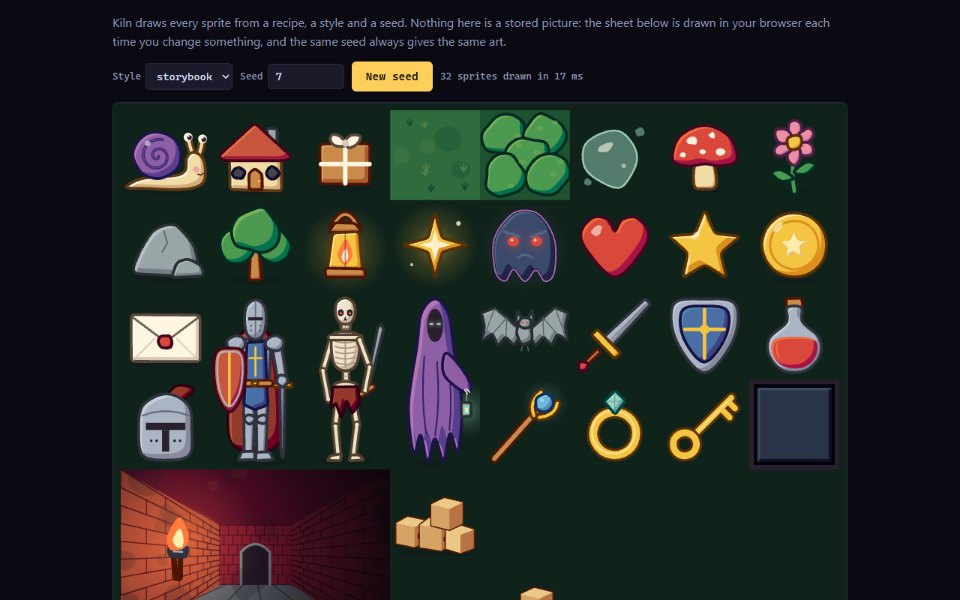 Kiln draws every sprite from a recipe, a style and a seed. Nothing here is a stored picture: the sheet below is drawn in your browser each
time you change something, and the same seed always gives the same art.
Style storybook Seed 7 New seed 32 sprites drawn in 17 ms